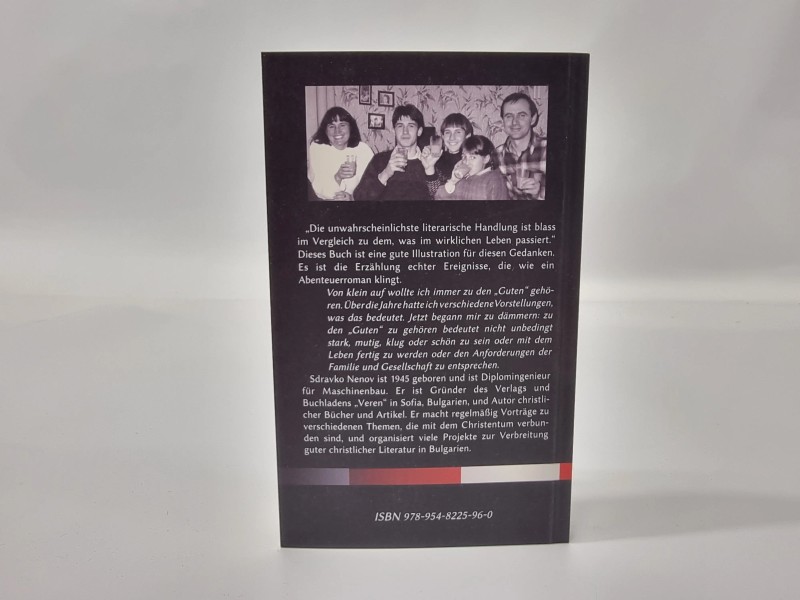 „Die unwahrscheinlichste literarische Handlung ist blass
im Vergleich zu dem, was im wirklichen Leben passiert.“
Dieses Buch ist eine gute Illustration für diesen Gedanken.
Es ist die Erzählung echter Ereignisse, die wie ein
Abenteuerroman klingt.
Von klein auf wollte ich immer zu den „Guten“ gehö-
ren. Über die Jahre hatte ich verschiedene Vorstellungen,
was das bedeutet. Jetzt begann mir zu dämmern: zu
den „Guten“ zu gehören bedeutet nicht unbedingt
stark, mutig, klug oder schön zu sein oder mit dem
Leben fertig zu werden oder den Anforderungen der
Familie und Gesellschaft zu entsprechen.
Sdravko Nenov ist 1945 geboren und ist Diplomingenieur
für Maschinenbau. Er ist Gründer des Verlags und
Buchladens „Veren“ in Sofia, Bulgarien, und Autor christli-
cher Bücher und Artikel. Er macht regelmäßig Vorträge zu
verschiedenen Themen, die mit dem Christentum verbun-
den sind, und organisiert viele Projekte zur Verbreitung
guter christlicher Literatur in Bulgarien.
ISBN 978-954-8225-96-0